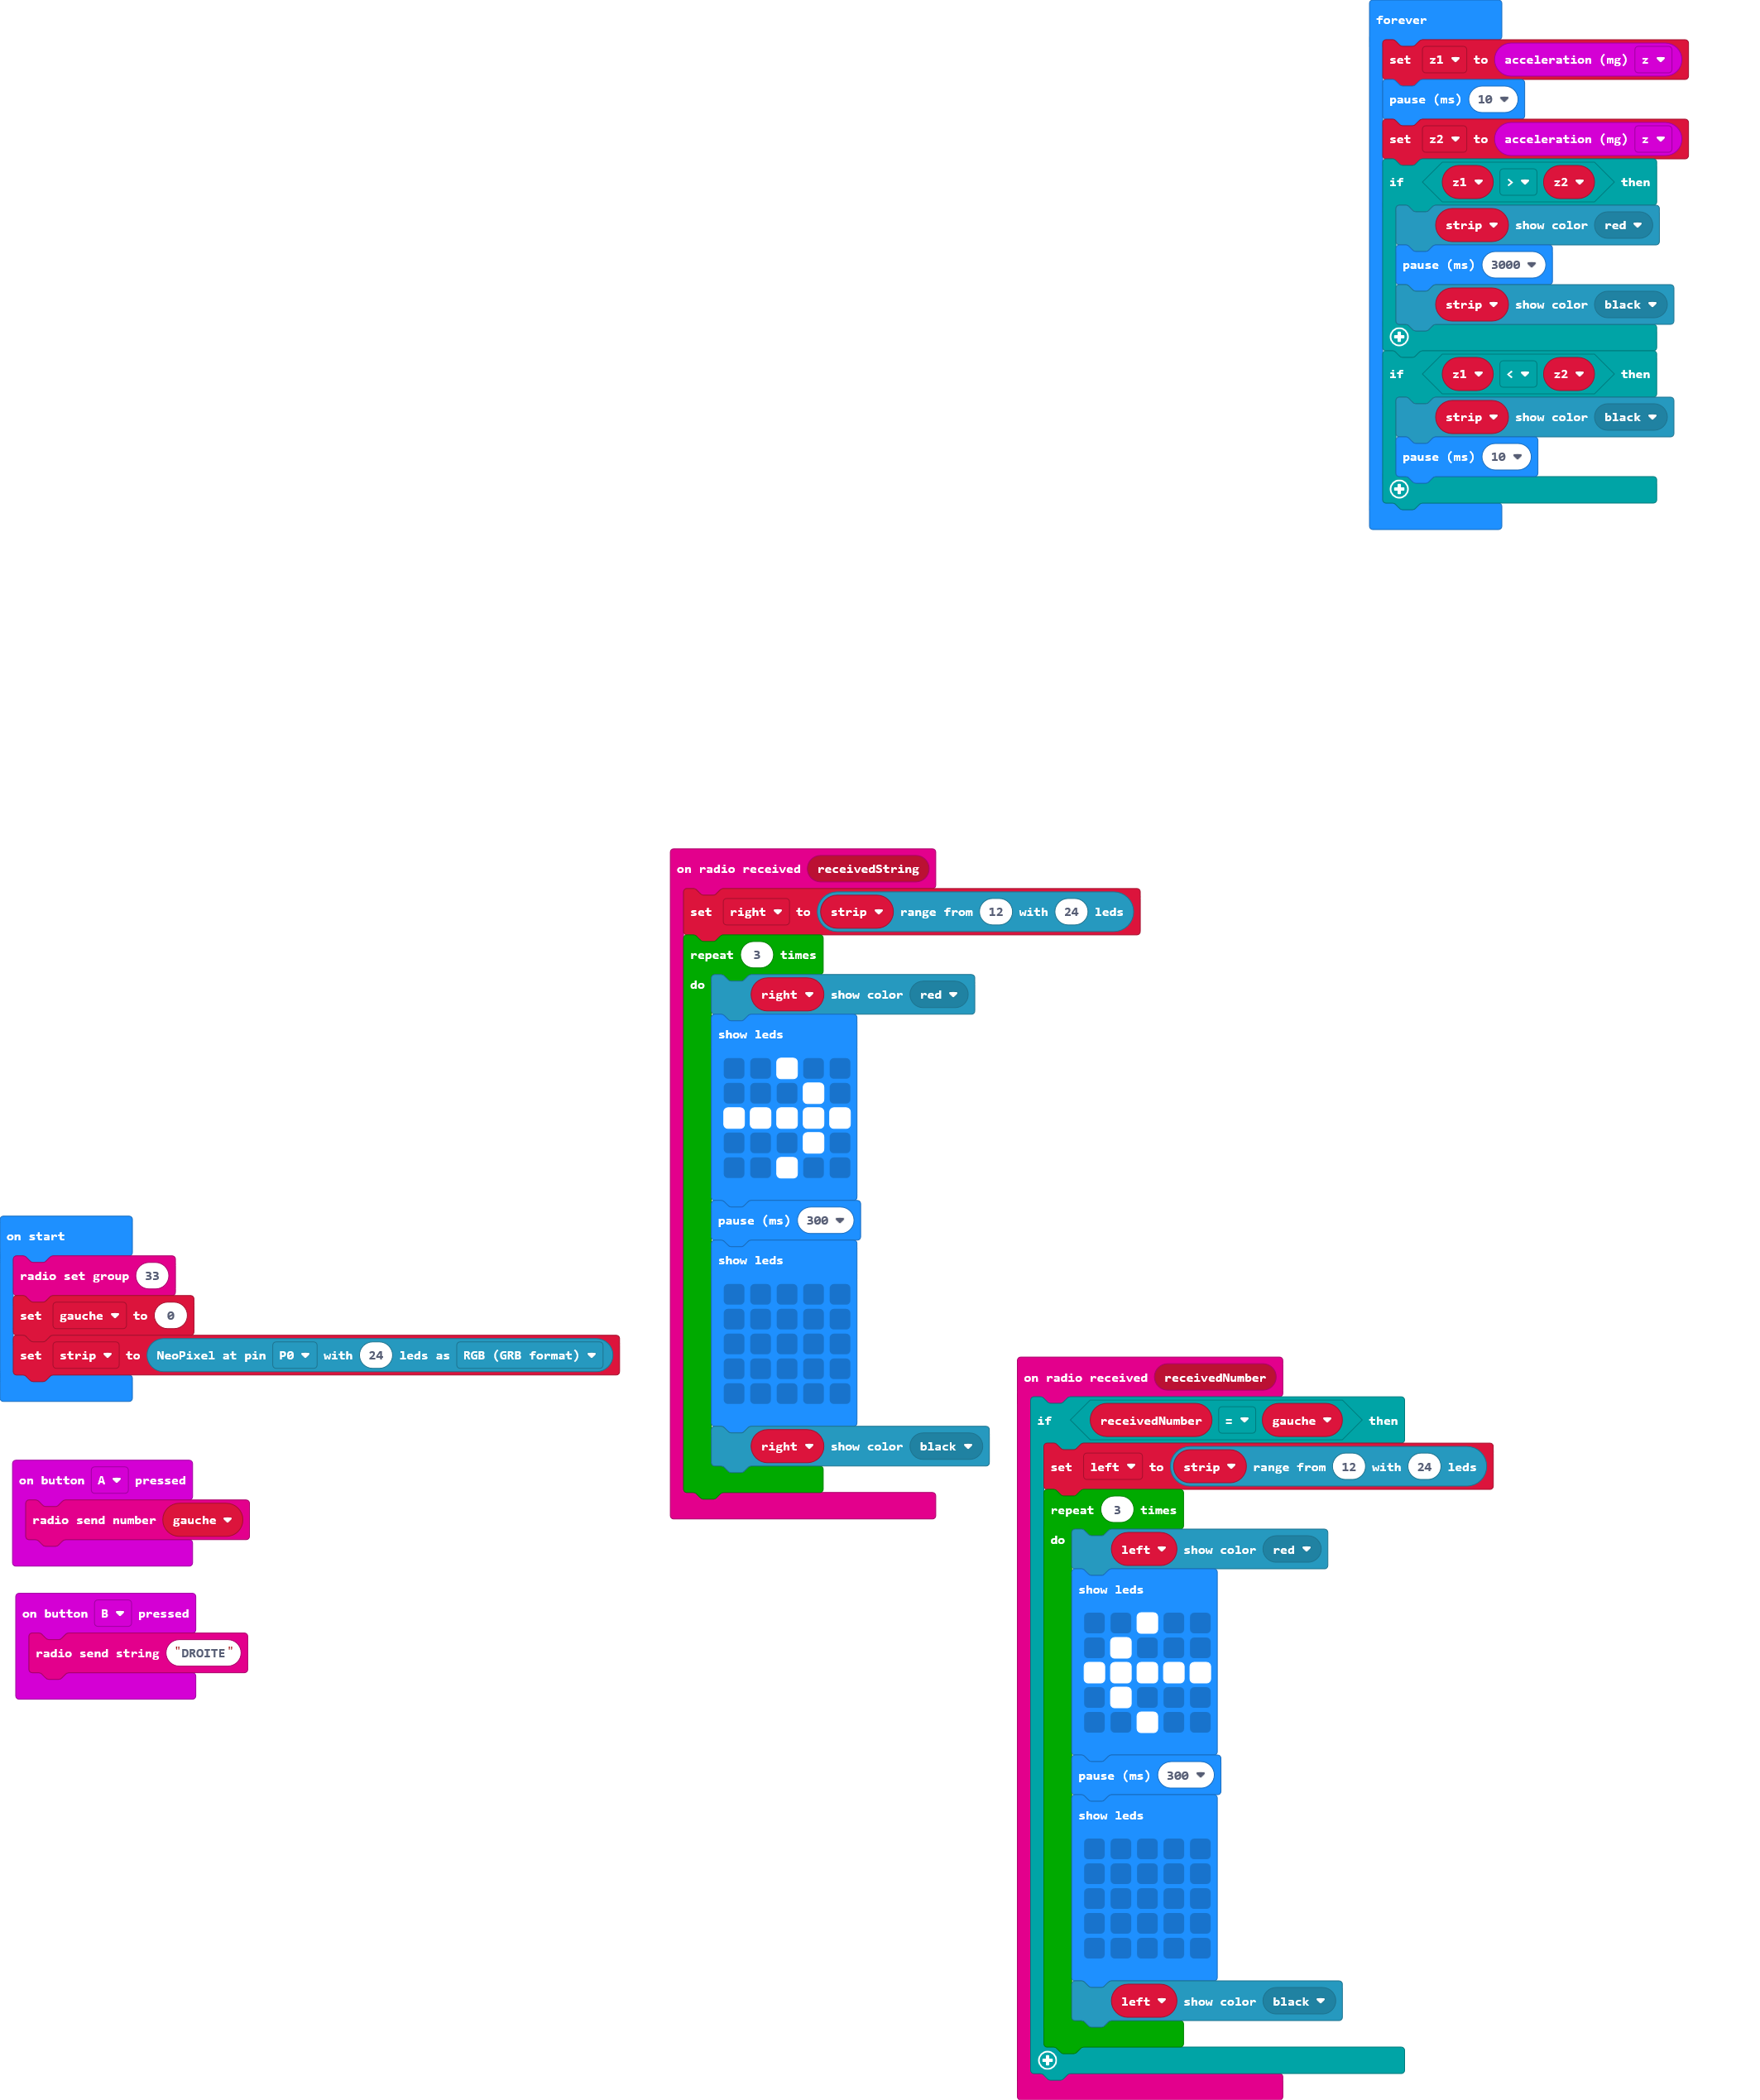 forever
set z1 to acceleration (mg) z
pause (ms) 10
set z2 to acceleration (mg) z
if z1 > z2 then
strip show color red
pause (ms) 3000
strip show color black
if z1 < z2 then
strip show color black
pause (ms) 10
on radio received receivedString
set right to strip range from 12 with 24 leds
repeat 3 times
do
right show color red
show leds
pause (ms) 300
show leds
right show color black
on start
radio set group 33
set gauche to 0
set strip to NeoPixel at pin P0 with 24 leds as RGB (GRB format)
on button A pressed
radio send number gauche
on button B pressed
radio send string "DROITE"
on radio received receivedNumber
if receivedNumber = gauche then
set left to strip range from 12 with 24 leds
repeat 3 times
do
left show color red
show leds
pause (ms) 300
show leds
left show color black